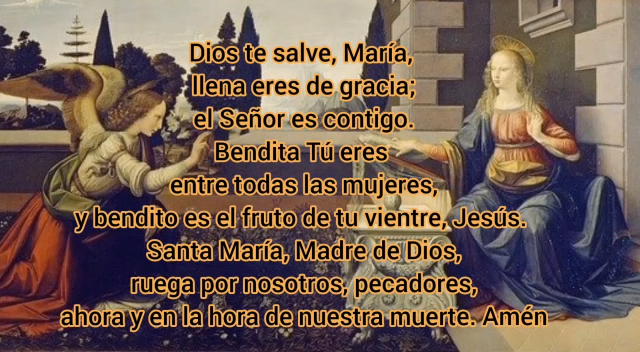 Dios te salve, María,
llena eres de gracia;
el Señor es contigo.
Bendita Tú eres
entre todas las mujeres,
y bendito es el fruto de tu vientre, Jesús.
Santa María, Madre de Dios,
ruega por nosotros, pecadores,
ahora y en la hora de nuestra muerte. Amén